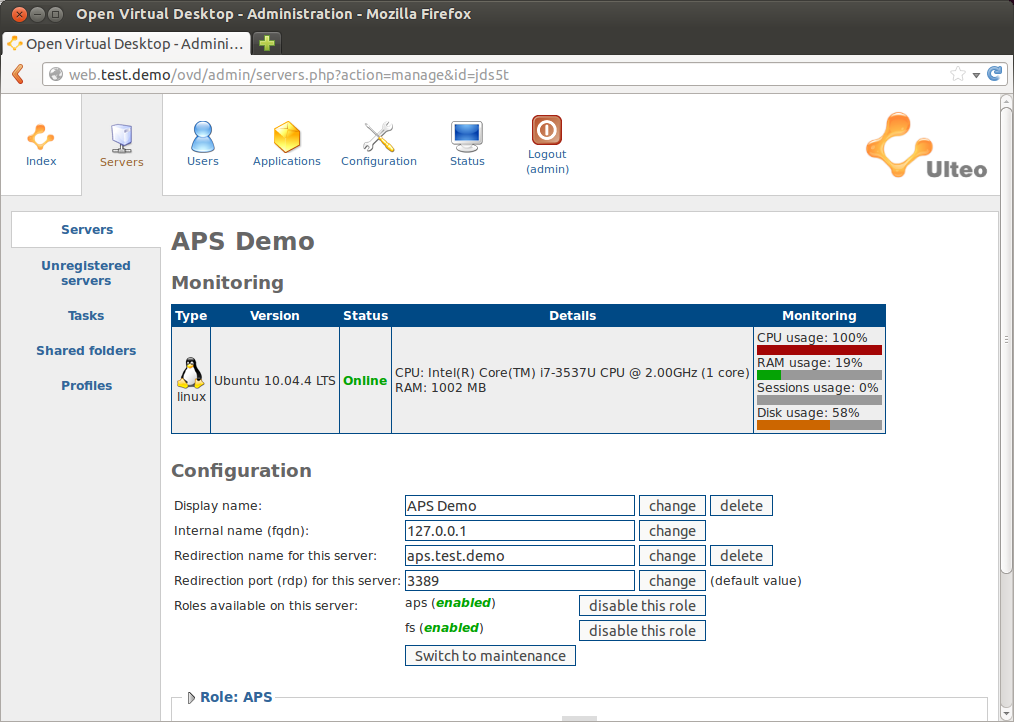 Open Virtual Desktop - Administration - Mozilla Firefox
Open Virtual Desktop - Admini...
web.test.demo/ovd/admin/servers.php?action=manage&id=jds5t
Index
Servers
Users
Applications
Configuration
Status
Logout
(admin)
Ulteo
Servers
Unregistered
servers
Tasks
Shared folders
Profiles
APS Demo
Monitoring
Type Version Status Details Monitoring
linux
Ubuntu 10.04.4 LTS
Online
CPU: Intel(R) Core(TM) i7-3537U CPU @ 2.00GHz (1 core)
RAM: 1002 MB
CPU usage: 100%
RAM usage: 19%
Sessions usage: 0%
Disk usage: 58%
Configuration
Display name: APS Demo change delete
Internal name (fqdn): 127.0.0.1 change
Redirection name for this server: aps.test.demo change delete
Redirection port (rdp) for this server: 3389 change (default value)
Roles available on this server: aps (enabled) disable this role
fs (enabled) disable this role
Switch to maintenance
Role: APS